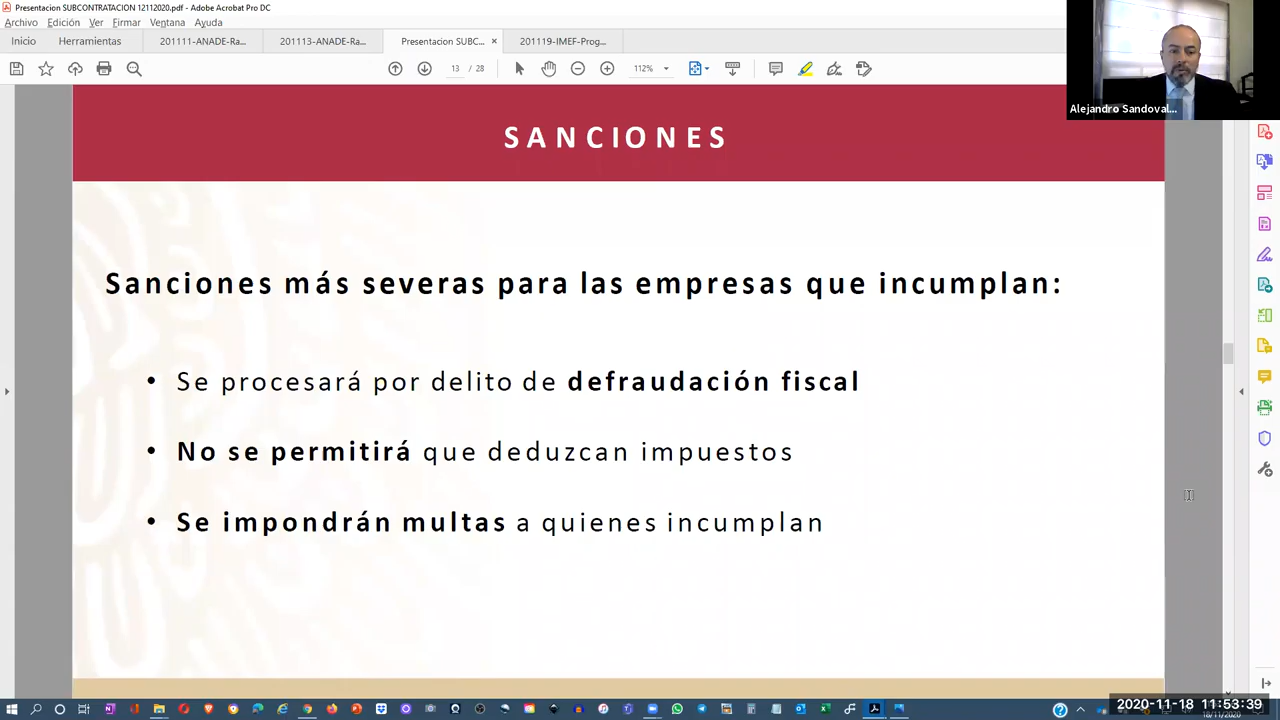 Presentacion SUBCONTRATACION 12112020.pdf - Adobe Acrobat Pro DC
Archivo Edición Ver Firmar Ventana Ayuda
Inicio Herramientas 201111-ANADE-Ra... 201113-ANADE-Ra... Presentacion SUBC... × 201119-IMEF-Prog...
13 / 28 112%
Alejandro Sandoval...
SANCIONES
Sanciones más severas para las empresas que incumplan:
• Se procesará por delito de defraudación fiscal
• No se permitirá que deduzcan impuestos
• Se impondrán multas a quienes incumplan
2020-11-18 11:53:39
18/11/2020